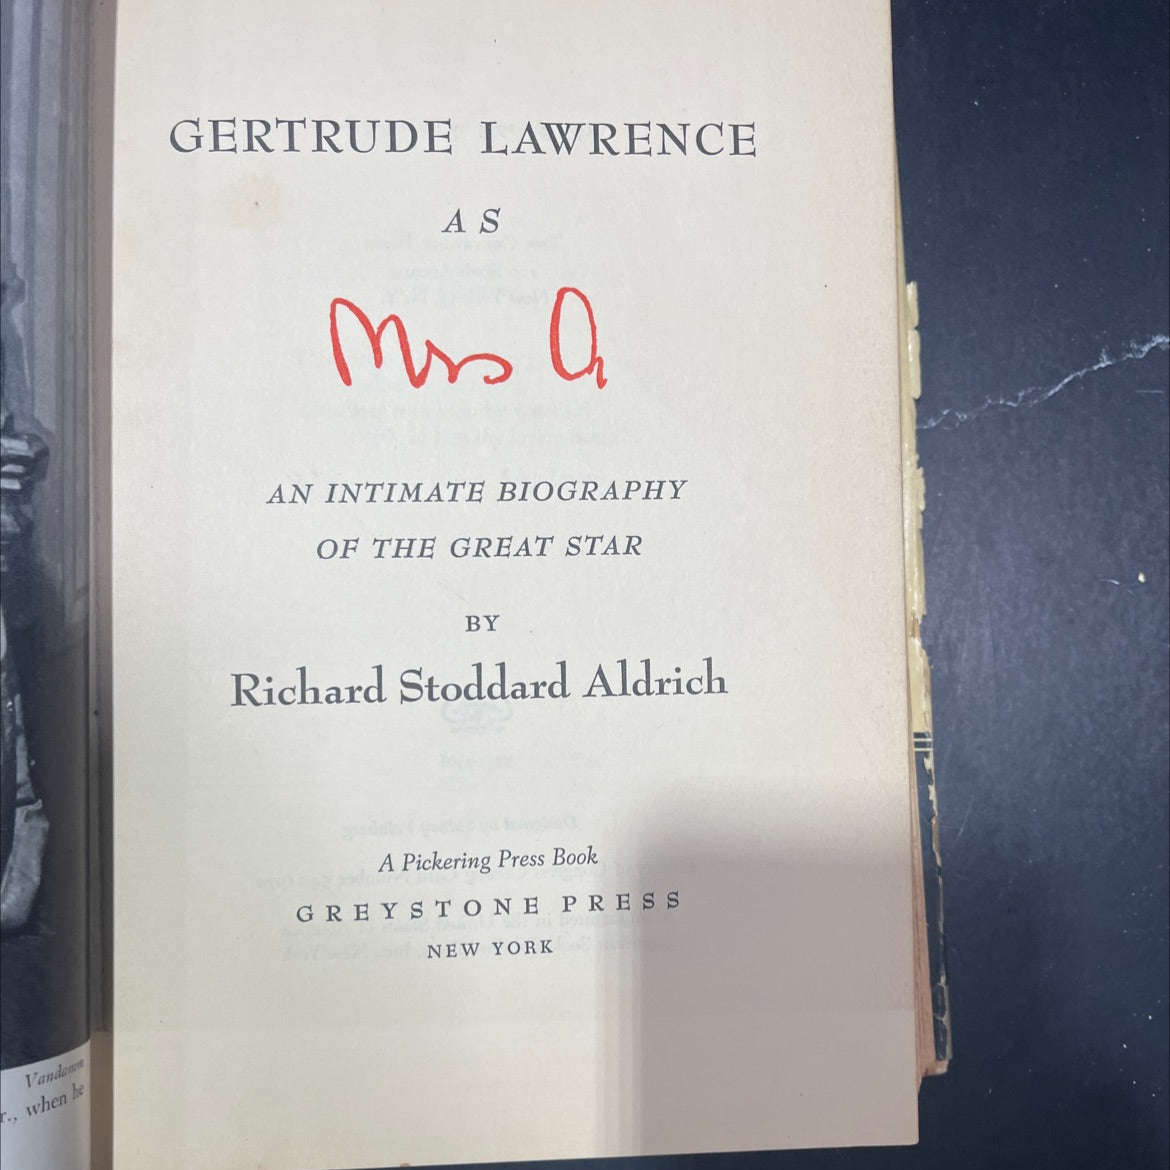 GERTRUDE LAWRENCE
AS
Mrs A
AN INTIMATE BIOGRAPHY
OF THE GREAT STAR
BY
Richard Stoddard Aldrich
A Pickering Press Book
GREYSTONE PRESS
NEW YORK
Vandamm
r., when he